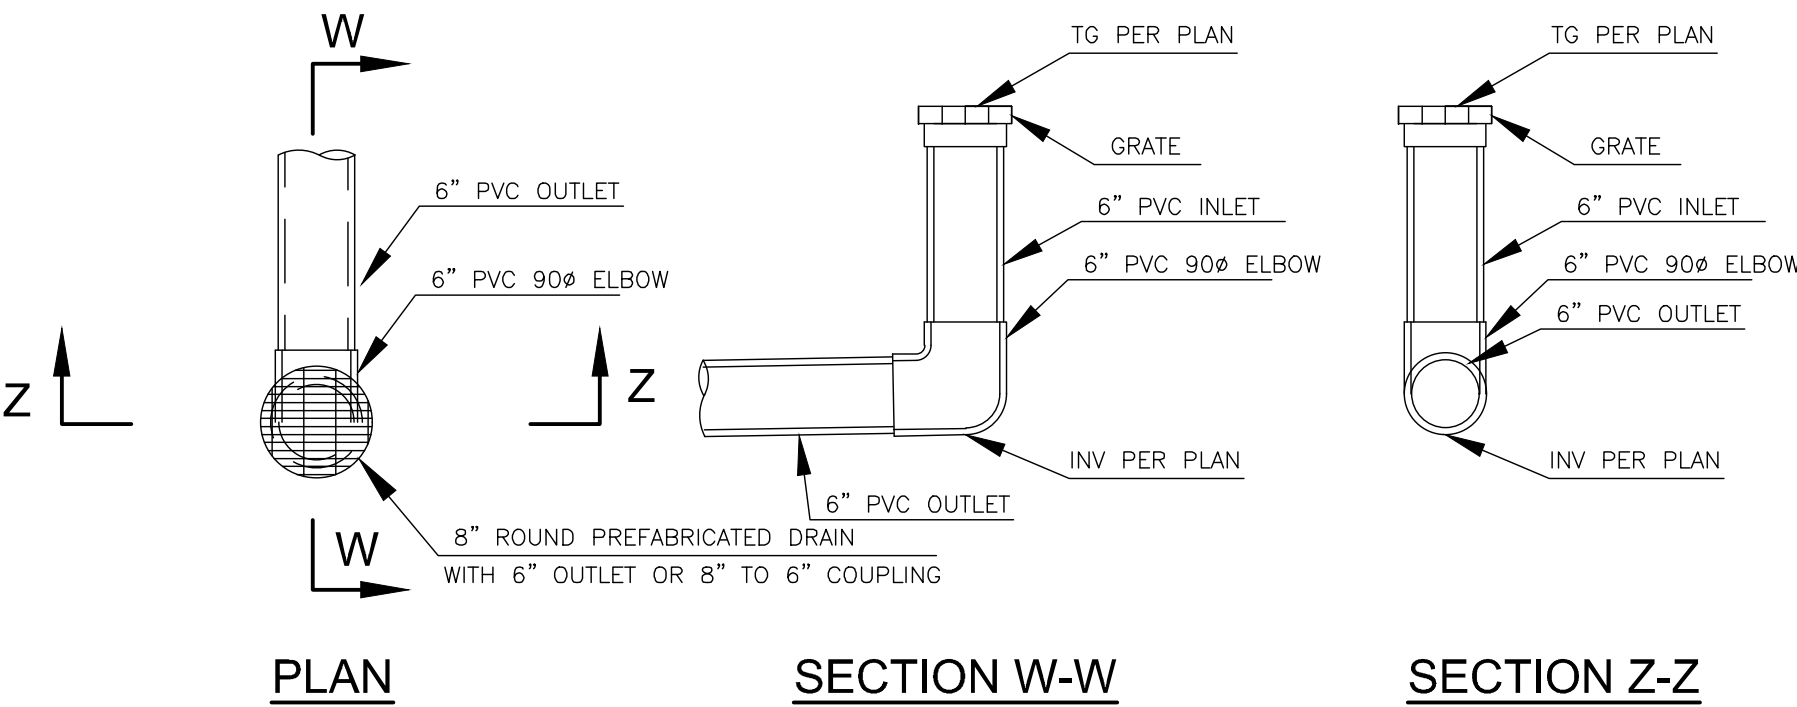 W
6” PVC OUTLET
6” PVC 90ø ELBOW
Z
Z
W
8” ROUND PREFABRICATED DRAIN
WITH 6” OUTLET OR 8” TO 6” COUPLING
PLAN
TG PER PLAN
GRATE
6” PVC INLET
6” PVC 90ø ELBOW
INV PER PLAN
6” PVC OUTLET
SECTION W-W
TG PER PLAN
GRATE
6” PVC INLET
6” PVC 90ø ELBOW
6” PVC OUTLET
INV PER PLAN
SECTION Z-Z